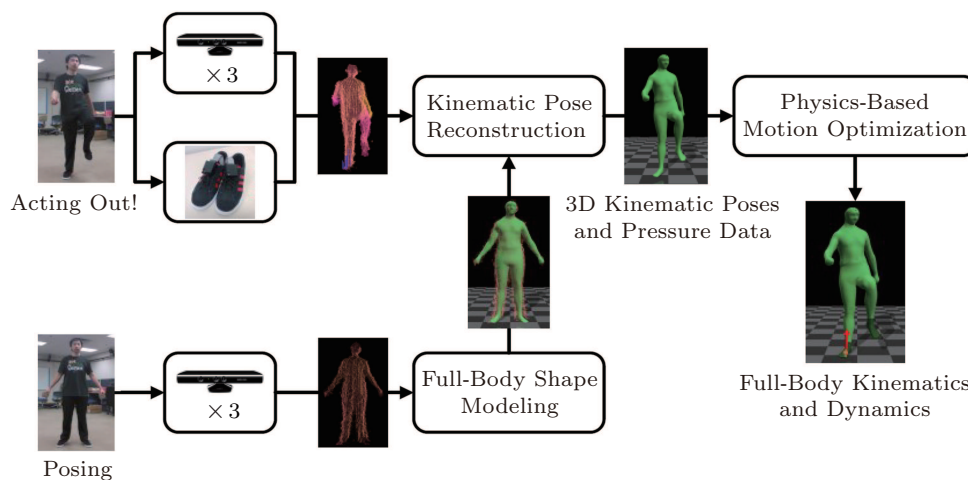 × 3
Acting Out!
Kinematic Pose
Reconstruction
3D Kinematic Poses
and Pressure Data
Physics-Based
Motion Optimization
Full-Body Kinematics
and Dynamics
× 3
Posing
Full-Body Shape
Modeling